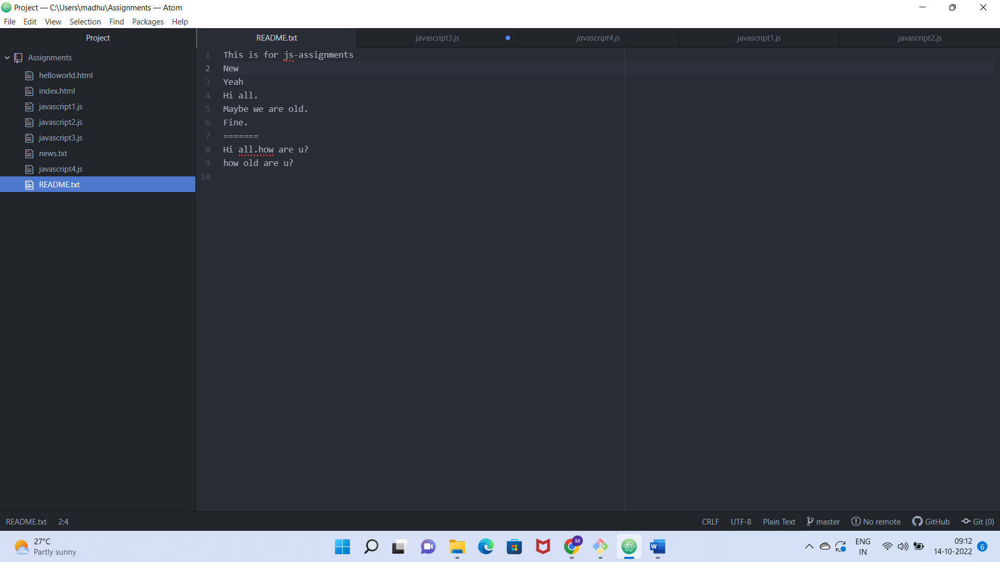 Project — C:\Users\madhu\Assignments — Atom
File Edit View Selection Find Packages Help
Project
README.txt javascript3.js javascript4.js javascript1.js javascript2.js
Assignments
helloworld.html
index.html
javascript1.js
javascript2.js
javascript3.js
news.txt
javascript4.js
README.txt
1 This is for js-assignments
2 New
3 Yeah
4 Hi all.
5 Maybe we are old.
6 Fine.
7 =======
8 Hi all.how are u?
9 how old are u?
10
README.txt 2:4 CRLF UTF-8 Plain Text master No remote GitHub Git (0)
27°C
Partly sunny
M
W
ENG
IN
09:12
14-10-2022
6